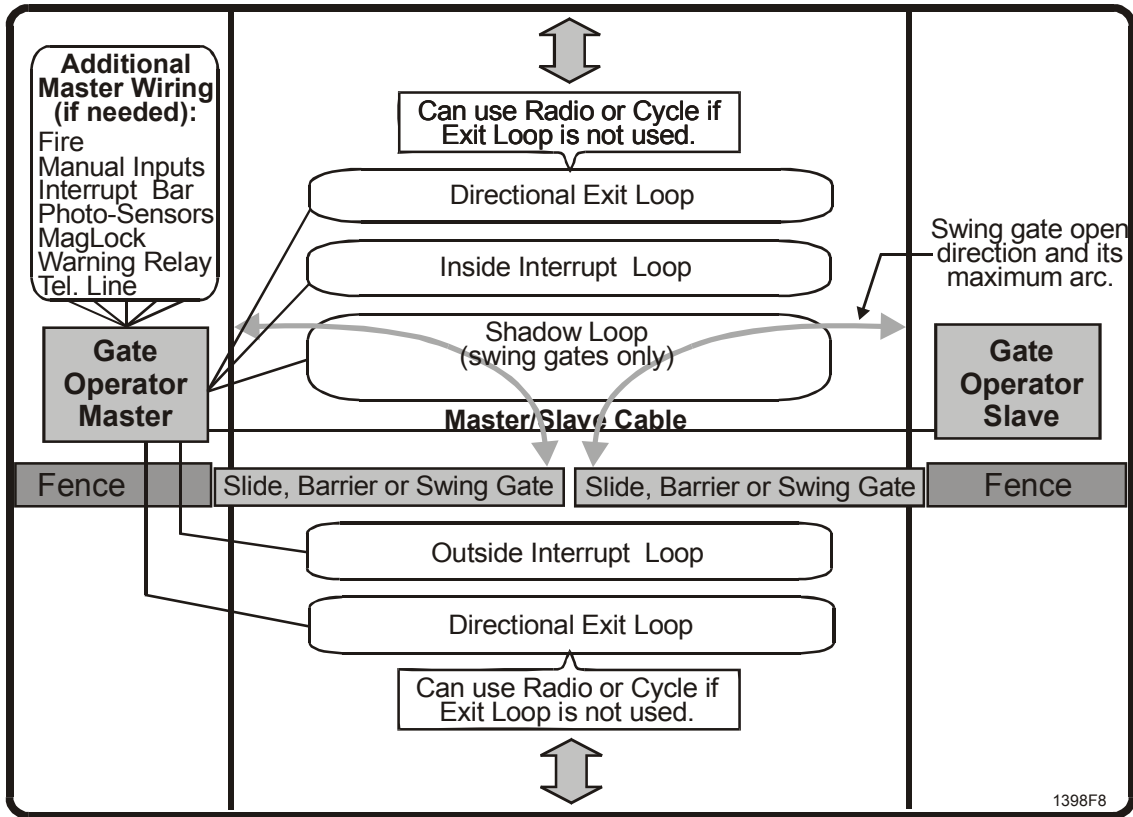 Additional
Master Wiring
(if needed):
Fire
Manual Inputs
Interrupt Bar
Photo-Sensors
MagLock
Warning Relay
Tel. Line
Can use Radio or Cycle if
Exit Loop is not used.
Directional Exit Loop
Inside Interrupt Loop
Swing gate open
direction and its
maximum arc.
Shadow Loop
(swing gates only)
Gate
Operator
Master
Gate
Operator
Slave
Master/Slave Cable
Fence
Slide, Barrier or Swing Gate
Slide, Barrier or Swing Gate
Fence
Outside Interrupt Loop
Directional Exit Loop
Can use Radio or Cycle if
Exit Loop is not used.
1398F8